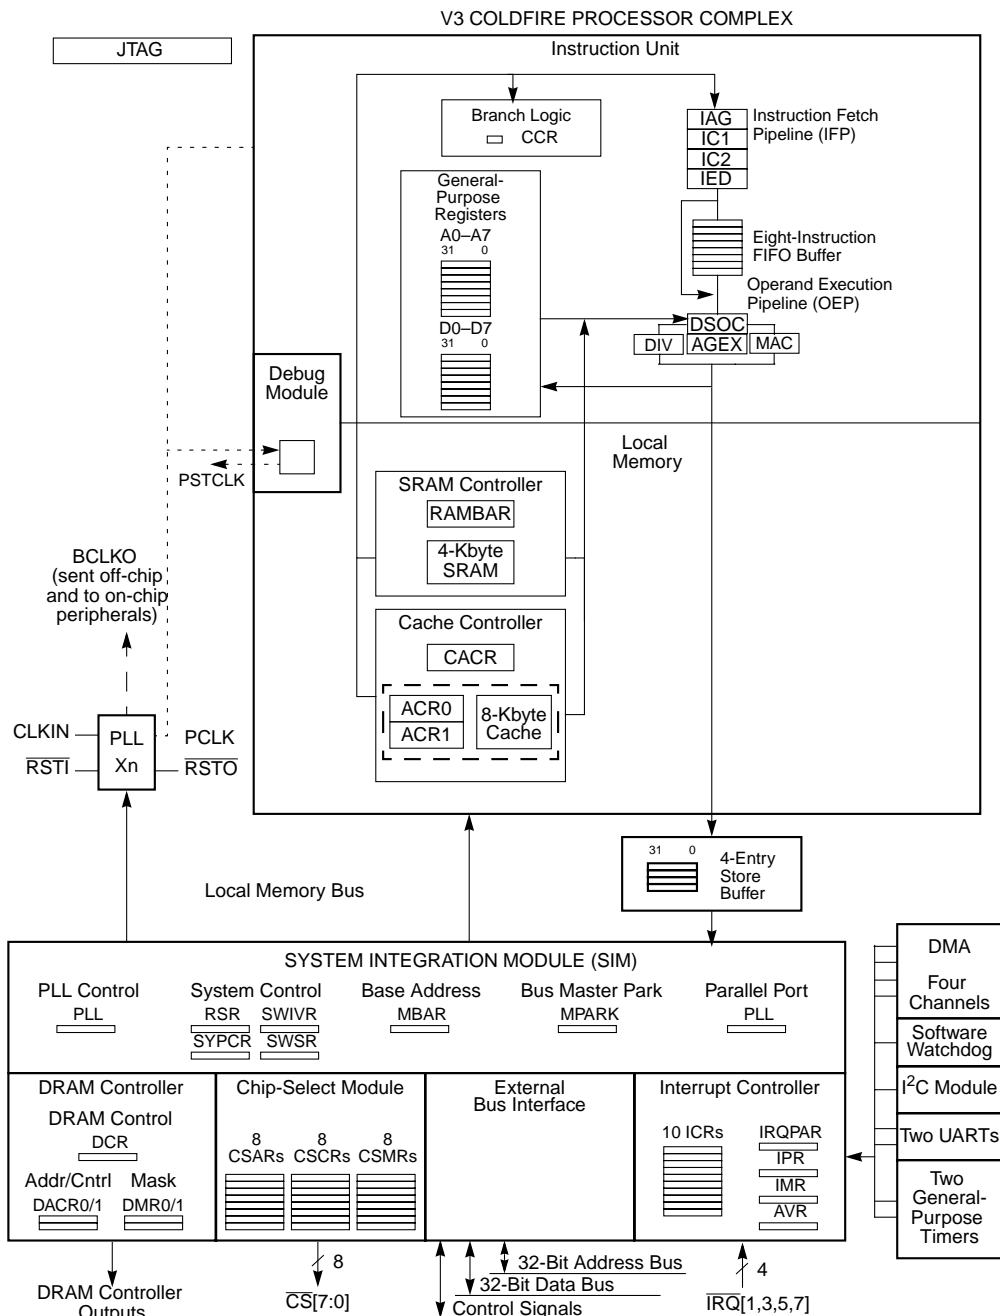 V3 COLDFIRE PROCESSOR COMPLEX
JTAG
Instruction Unit
Branch Logic
CCR
IAG
IC1
IC2
IED
Instruction Fetch
Pipeline (IFP)
General-
Purpose
Registers
A0–A7
31 0
Eight-Instruction
FIFO Buffer
Operand Execution
Pipeline (OEP)
D0–D7
31 0
DSOC
DIV
AGEX
MAC
Debug
Module
PSTCLK
Local
Memory
SRAM Controller
RAMBAR
4-Kbyte
SRAM
BCLKO
(sent off-chip
and to on-chip
peripherals)
Cache Controller
CACR
ACR0
ACR1
8-Kbyte
Cache
CLKIN
RSTI
PLL
Xn
PCLK
RSTO
31 0
4-Entry
Store
Buffer
Local Memory Bus
SYSTEM INTEGRATION MODULE (SIM)
PLL Control
PLL
System Control
RSR SWIVR
SYPCR SWSR
Base Address
MBAR
Bus Master Park
MPARK
Parallel Port
PLL
DMA
Four
Channels
Software
Watchdog
I2C Module
Two UARTs
Two
General-
Purpose
Timers
DRAM Controller
DRAM Control
DCR
Addr/Cntrl Mask
DACR0/1 DMR0/1
Chip-Select Module
8 8 8
CSARs CSCRs CSMRs
External
Bus Interface
Interrupt Controller
10 ICRs
IRQPAR
IPR
IMR
AVR
DRAM Controller
Outputs
8
CS[7:0]
32-Bit Address Bus
32-Bit Data Bus
Control Signals
4
IRQ[1,3,5,7]